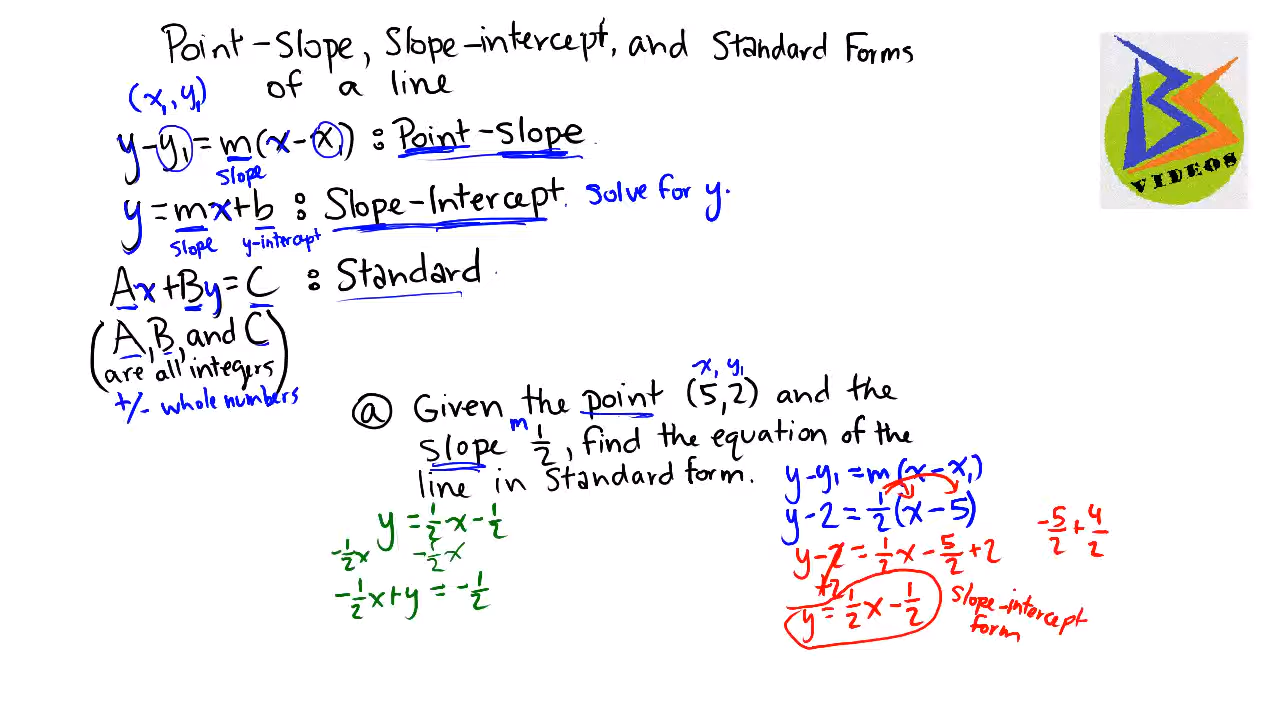 Point-Slope, Slope-intercept, and Standard Forms
of a line
(x₁, y₁)
y-y₁=m(x-x₁) : Point-slope
slope
y=mx+b : Slope-Intercept. solve for y.
slope y-intercept
Ax+By=C : Standard
(A, B, and C
are all integers)
+/- whole numbers
BS
VIDEOS
x₁ y₁
ⓐ Given the point (5,2) and the
m
slope 1/2, find the equation of the
line in Standard form.
y-y₁=m(x-x₁)
y-2=1/2(x-5)
y-2=1/2x-5/2+2
+2
y=1/2x-1/2
slope-intercept
form
-5/2+4/2
y=1/2x-1/2
-1/2x -1/2x
-1/2x+y=-1/2